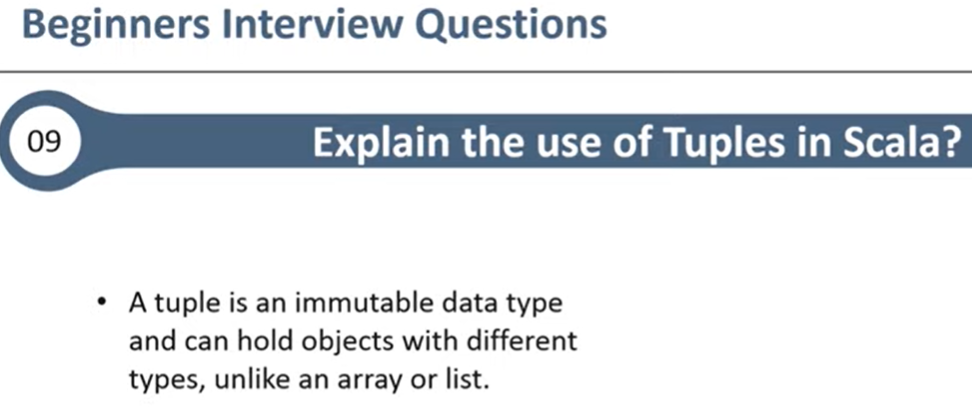 Beginners Interview Questions
09
Explain the use of Tuples in Scala?
• A tuple is an immutable data type
and can hold objects with different
types, unlike an array or list.